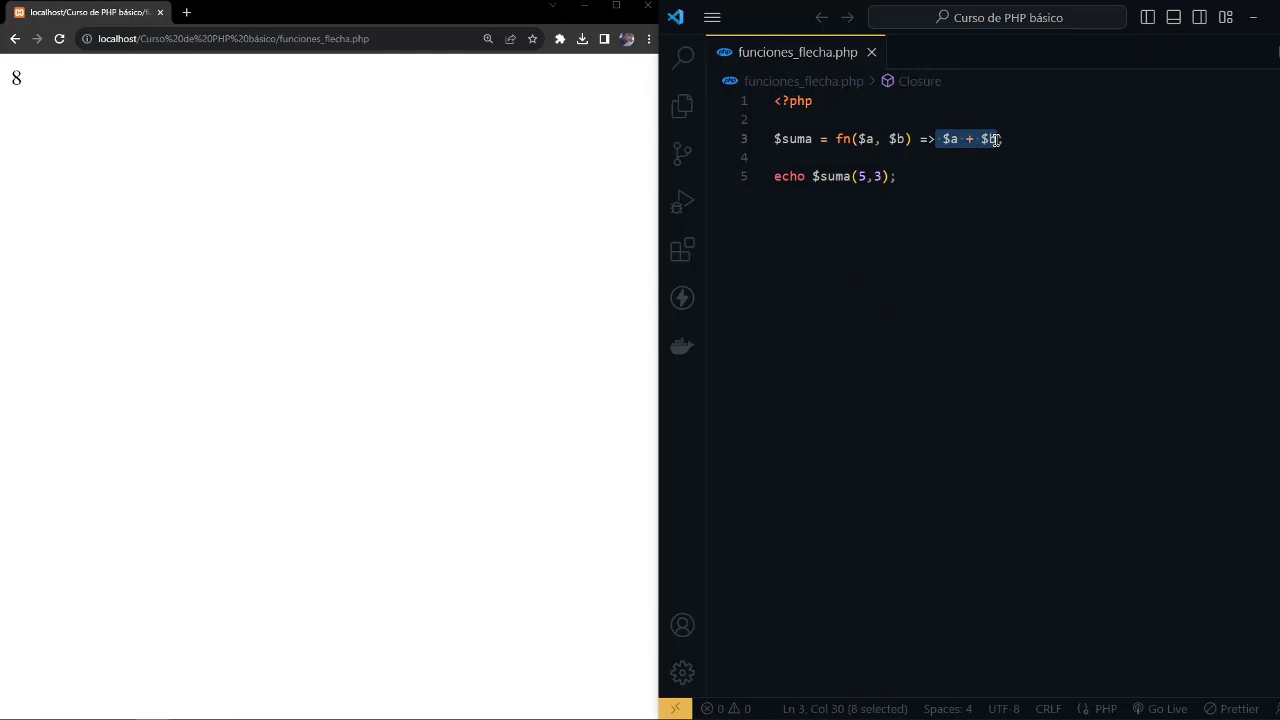 localhost/Curso de PHP básico/f
localhost/Curso%20de%20PHP%20básico/funciones_flecha.php
8
Curso de PHP básico
php funciones_flecha.php
php funciones_flecha.php > Closure
1 <?php
2
3 $suma = fn($a, $b) => $a + $b
4
5 echo $suma(5,3);
0 0 Ln 3, Col 30 (8 selected) Spaces: 4 UTF-8 CRLF {} PHP Go Live Prettier